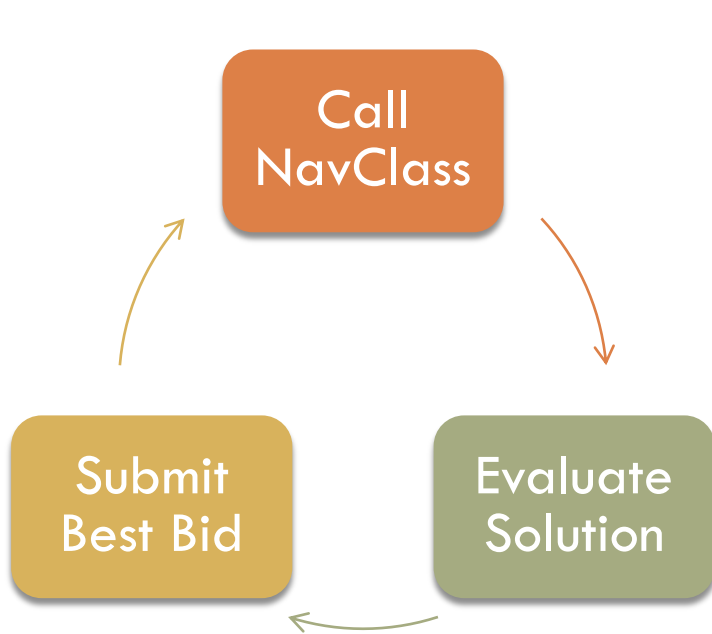 Call
NavClass
Evaluate
Solution
Submit
Best Bid